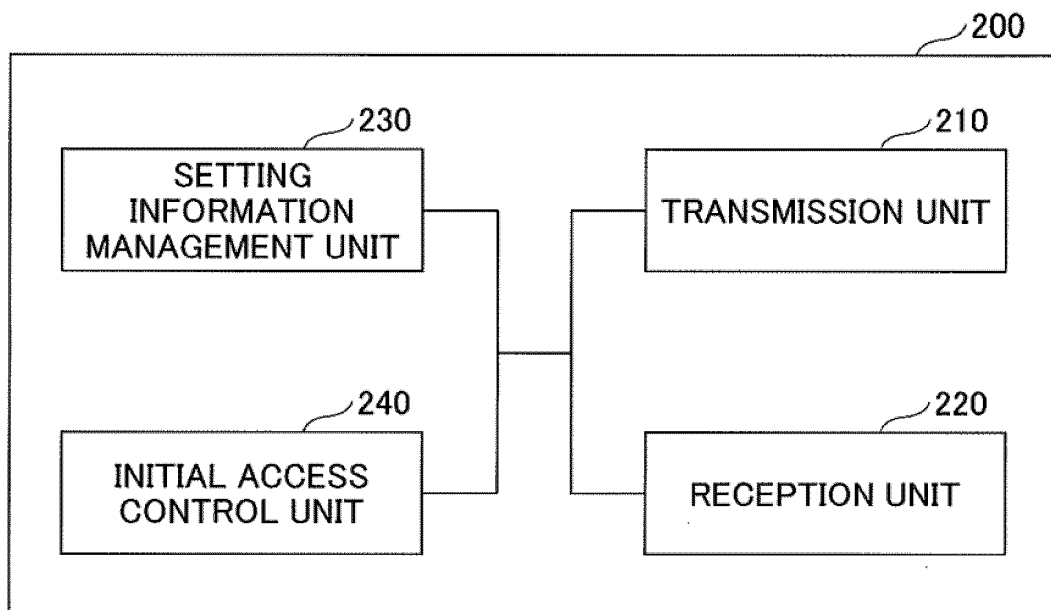 200
230
210
SETTING
INFORMATION
MANAGEMENT UNIT
TRANSMISSION UNIT
240
220
INITIAL ACCESS
CONTROL UNIT
RECEPTION UNIT